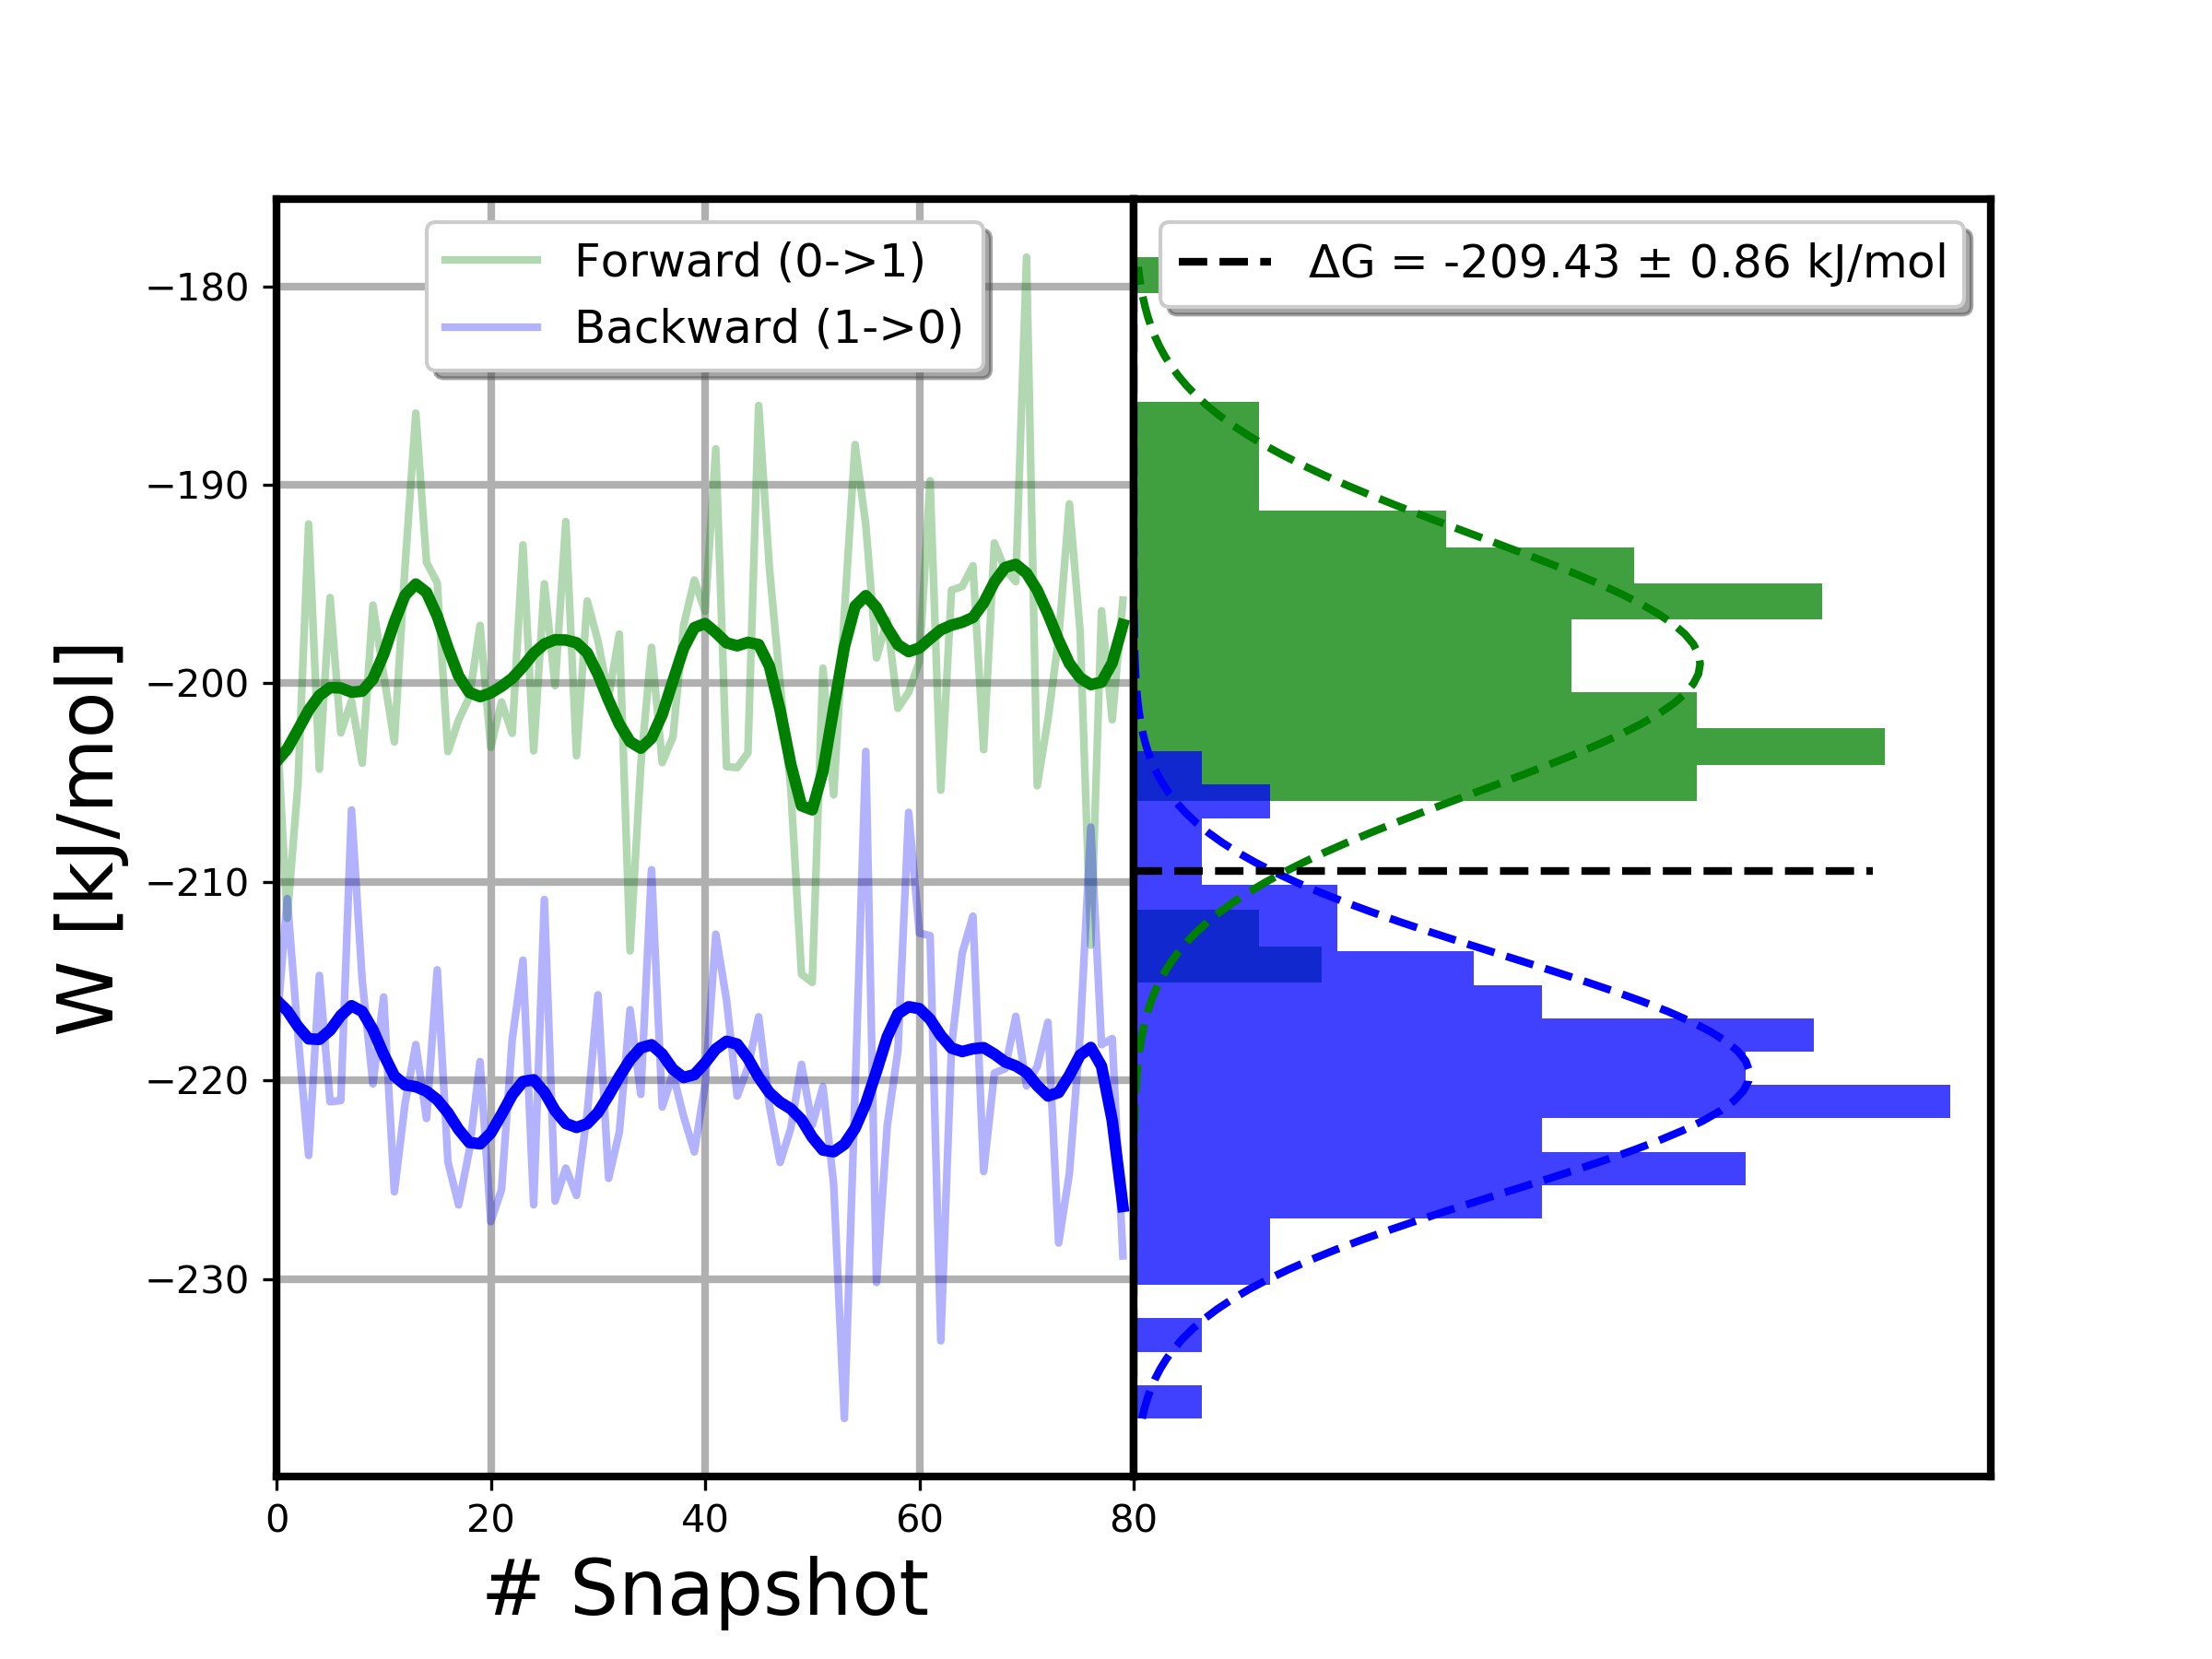 Forward (0->1)
Backward (1->0)
ΔG = -209.43 ± 0.86 kJ/mol
W [kJ/mol]
−180
−190
−200
−210
−220
−230
0 20 40 60 80
# Snapshot